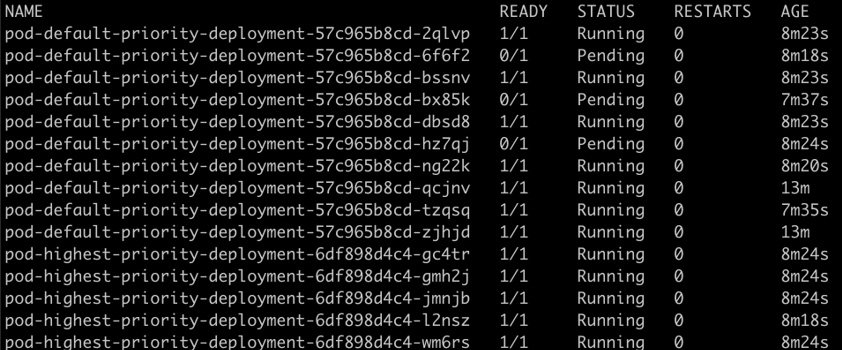 NAME READY STATUS RESTARTS AGE
pod-default-priority-deployment-57c965b8cd-2qlvp 1/1 Running 0 8m23s
pod-default-priority-deployment-57c965b8cd-6f6f2 0/1 Pending 0 8m18s
pod-default-priority-deployment-57c965b8cd-bssnv 1/1 Running 0 8m23s
pod-default-priority-deployment-57c965b8cd-bx85k 0/1 Pending 0 7m37s
pod-default-priority-deployment-57c965b8cd-dbsd8 1/1 Running 0 8m23s
pod-default-priority-deployment-57c965b8cd-hz7qj 0/1 Pending 0 8m24s
pod-default-priority-deployment-57c965b8cd-ng22k 1/1 Running 0 8m20s
pod-default-priority-deployment-57c965b8cd-qcjnv 1/1 Running 0 13m
pod-default-priority-deployment-57c965b8cd-tzqsq 1/1 Running 0 7m35s
pod-default-priority-deployment-57c965b8cd-zjhjd 1/1 Running 0 13m
pod-highest-priority-deployment-6df898d4c4-gc4tr 1/1 Running 0 8m24s
pod-highest-priority-deployment-6df898d4c4-gmh2j 1/1 Running 0 8m24s
pod-highest-priority-deployment-6df898d4c4-jmnjb 1/1 Running 0 8m24s
pod-highest-priority-deployment-6df898d4c4-l2nsz 1/1 Running 0 8m18s
pod-highest-priority-deployment-6df898d4c4-wm6rs 1/1 Running 0 8m24s